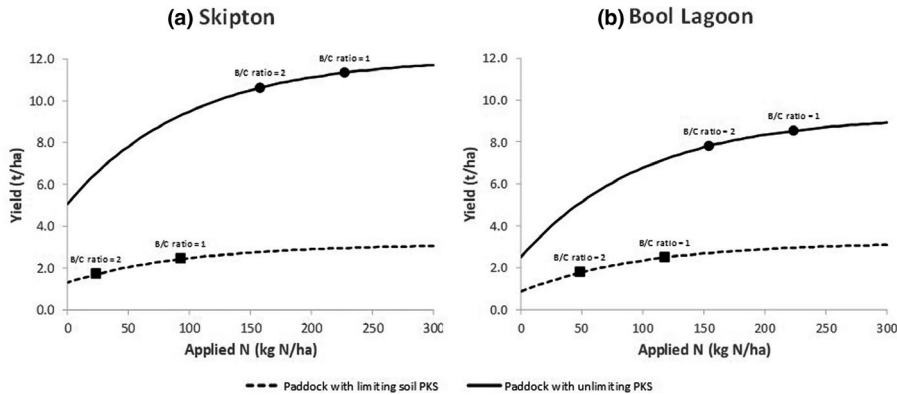 (a) Skipton
12.0
10.0
8.0
6.0
4.0
2.0
0.0
Yield (t/ha)
B/C ratio = 2
B/C ratio = 1
B/C ratio = 2
B/C ratio = 1
0 50 100 150 200 250 300
Applied N (kg N/ha)
(b) Bool Lagoon
12.0
10.0
8.0
6.0
4.0
2.0
0.0
Yield (t/ha)
B/C ratio = 2
B/C ratio = 1
B/C ratio = 2
B/C ratio = 1
0 50 100 150 200 250 300
Applied N (kg N/ha)
Paddock with limiting soil PKS Paddock with unlimiting PKS